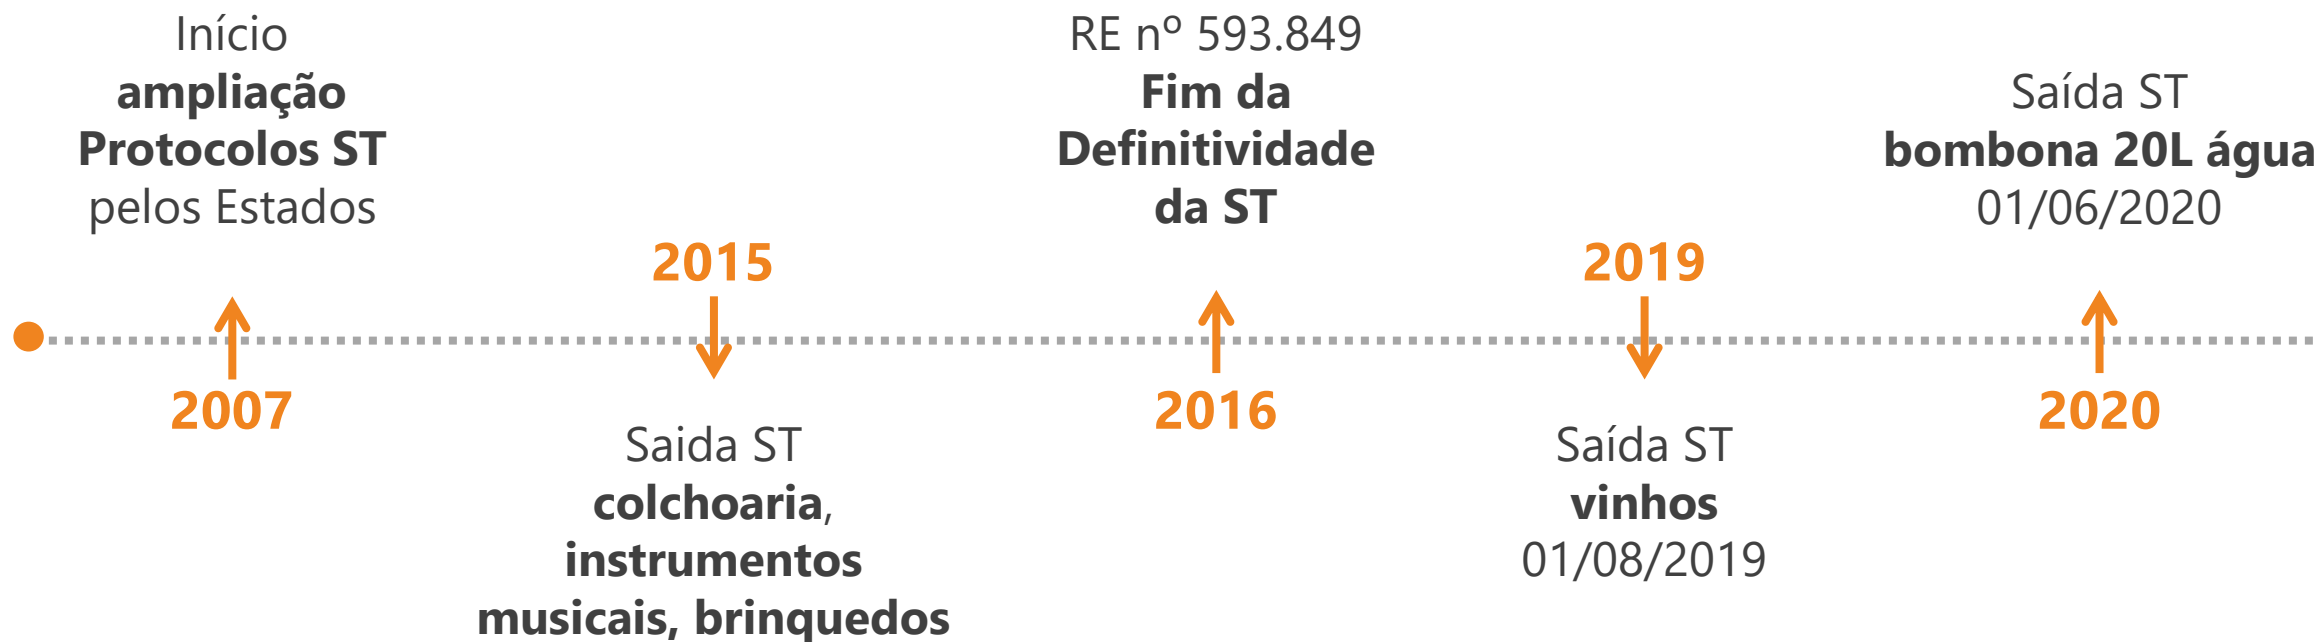 Início
ampliação
Protocolos ST
pelos Estados
2007
2015
Saida ST
colchoaria,
instrumentos
musicais, brinquedos
RE nº 593.849
Fim da
Definitividade
da ST
2016
2019
Saída ST
vinhos
01/08/2019
Saída ST
bombona 20L água
01/06/2020
2020